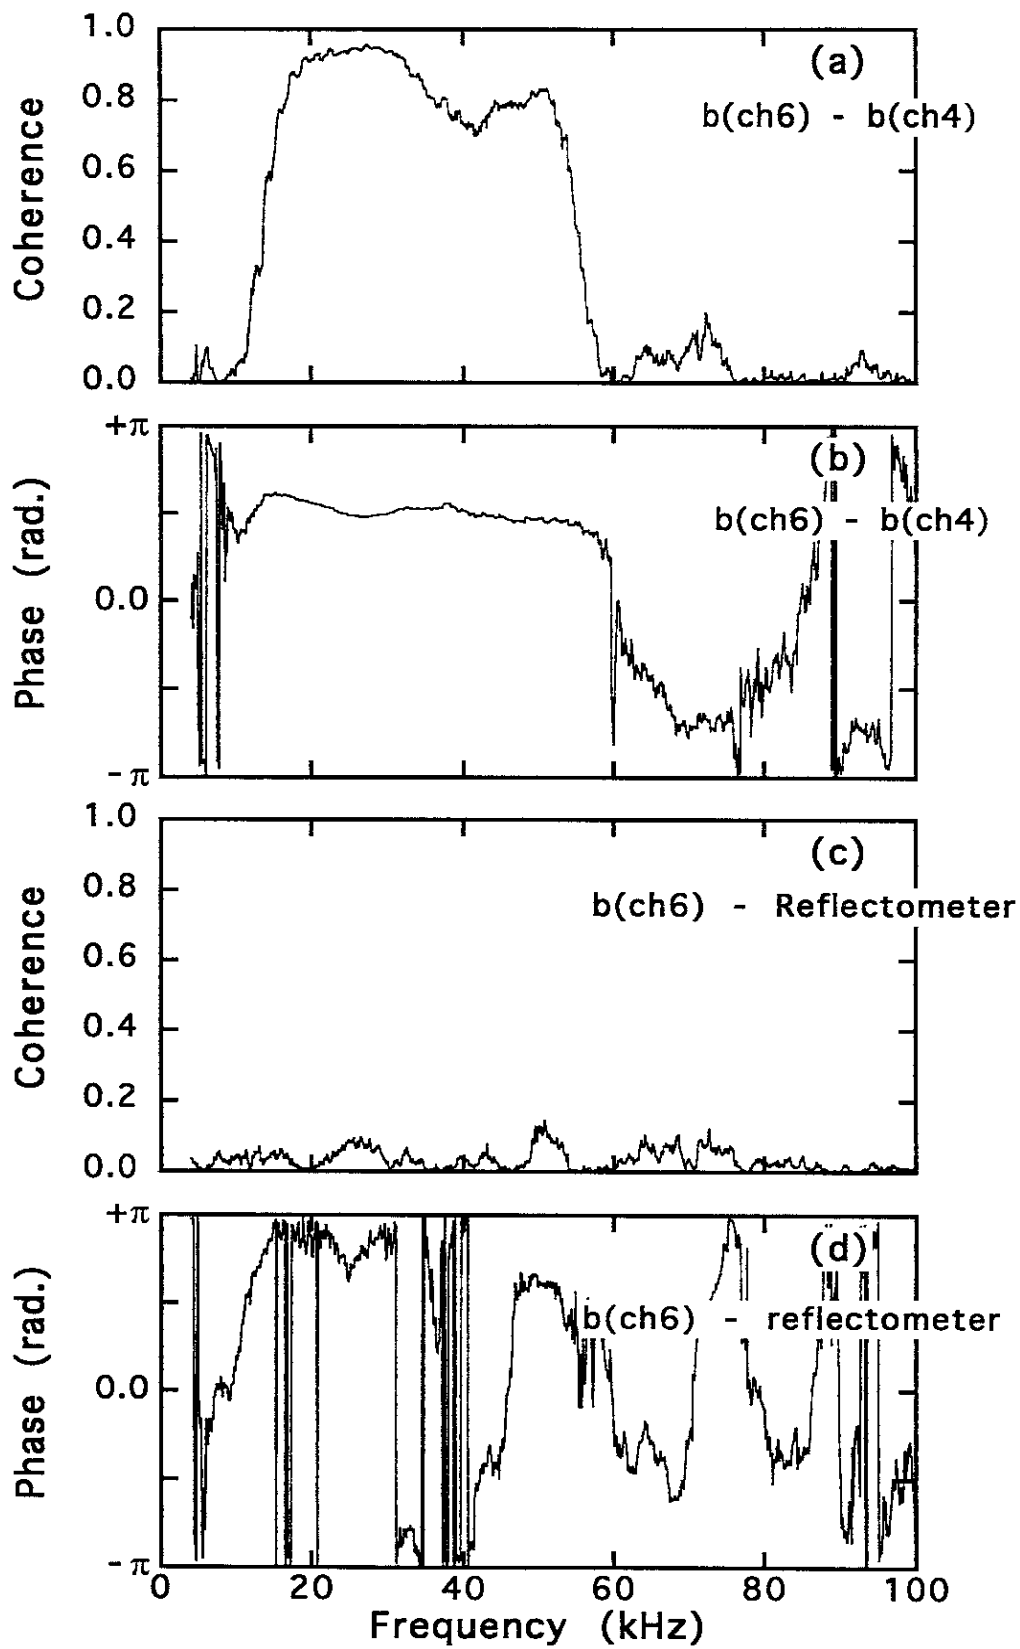 1.0
(a)
0.8
b(ch6) - b(ch4)
0.6
0.4
0.2
0.0
Coherence
+π
(b)
b(ch6) - b(ch4)
0.0
-π
Phase (rad.)
1.0
(c)
0.8
b(ch6) - Reflectometer
0.6
0.4
0.2
0.0
Coherence
+π
(d)
b(ch6) - reflectometer
0.0
-π
Phase (rad.)
0 20 40 60 80 100
Frequency (kHz)